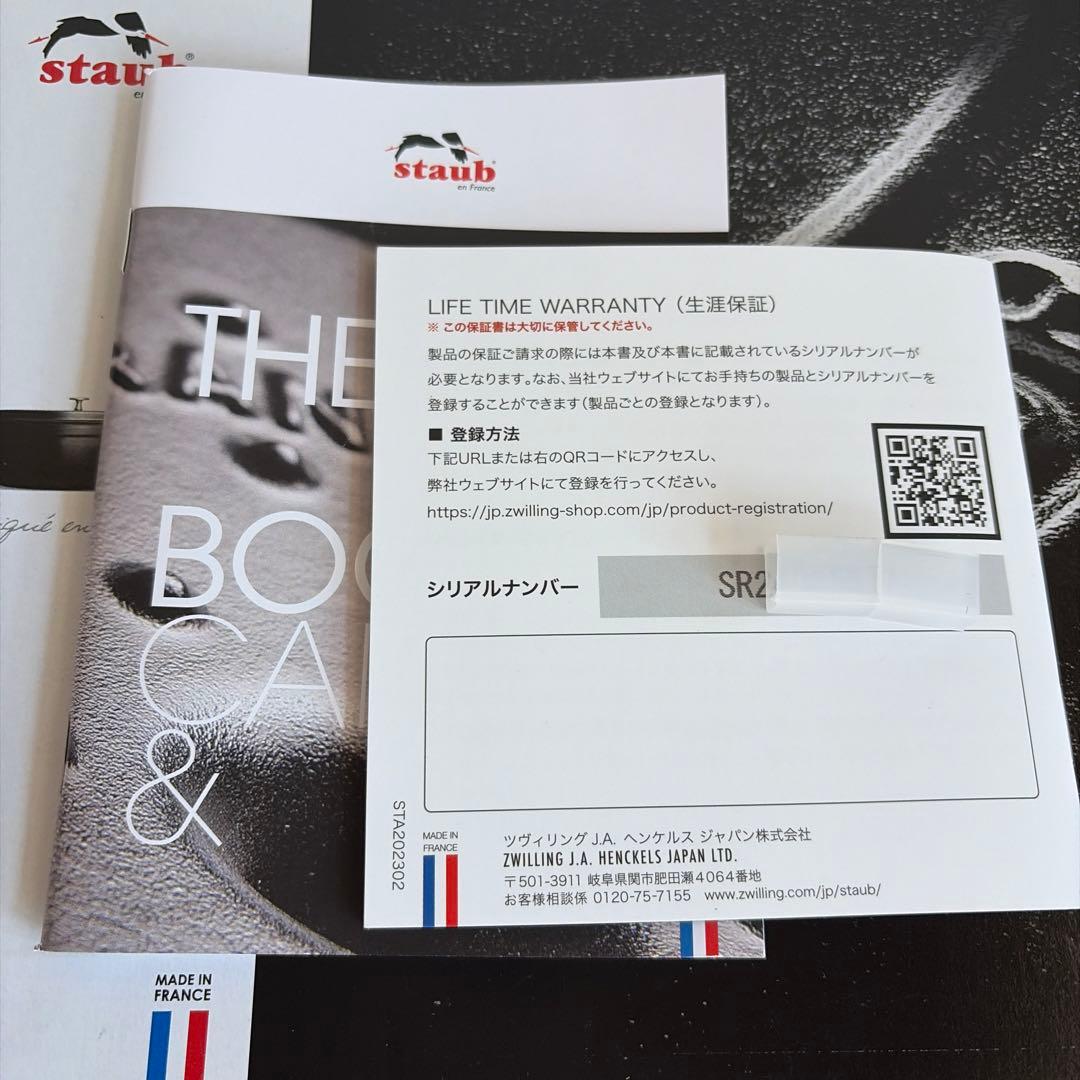 staub®
staub®
en France
THE
BOO
CA
&
LIFE TIME WARRANTY（生涯保証）
※ この保証書は大切に保管してください。
製品の保証ご請求の際には本書及び本書に記載されているシリアルナンバーが
必要となります。なお、当社ウェブサイトにてお手持ちの製品とシリアルナンバーを
登録することができます（製品ごとの登録となります）。
■ 登録方法
下記URLまたは右のQRコードにアクセスし、
弊社ウェブサイトにて登録を行ってください。
https://jp.zwilling-shop.com/jp/product-registration/
シリアルナンバー SR2
STA202302
MADE IN
FRANCE
ツヴィリング J.A. ヘンケルス ジャパン株式会社
ZWILLING J.A. HENCKELS JAPAN LTD.
〒501-3911 岐阜県関市肥田瀬4064番地
お客様相談係 0120-75-7155 www.zwilling.com/jp/staub/
MADE IN
FRANCE